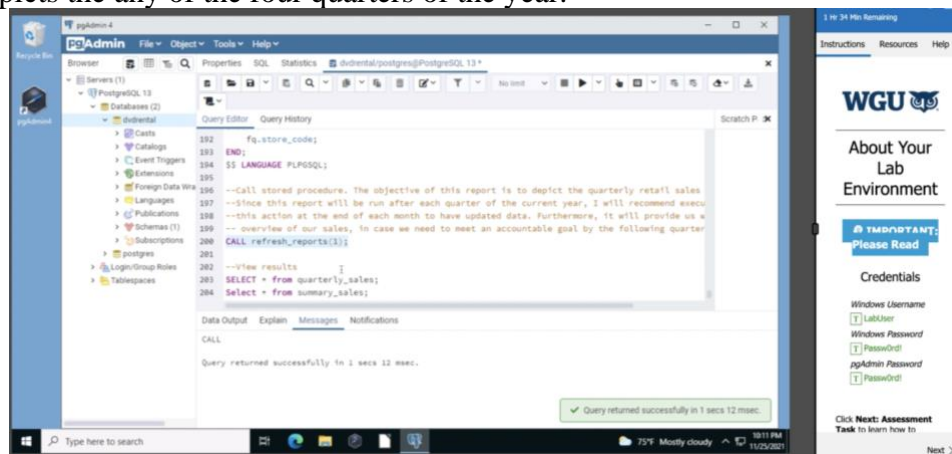 picts the any of the four quarters of the year.
Recycle Bin
pgAdmin4
pgAdmin 4
PgAdmin File Object Tools Help
Browser
Properties SQL Statistics dvdrental/postgres@PostgreSQL 13 *
No limit
Servers (1)
PostgreSQL 13
Databases (2)
dvdrental
Casts
Catalogs
Event Triggers
Extensions
Foreign Data Wra
Languages
Publications
Schemas (1)
Subscriptions
postgres
Login/Group Roles
Tablespaces
Query Editor Query History
Scratch P
192 fq.store_code;
193 END;
194 $$ LANGUAGE PLPGSQL;
195
196 --Call stored procedure. The objective of this report is to depict the quarterly retail sales
197 --Since this report will be run after each quarter of the current year, I will recommend execu
198 --this action at the end of each month to have updated data. Furthermore, it will provide us w
199 -- overview of our sales, in case we need to meet an accountable goal by the following quarter
200 CALL refresh_reports(1);
201
202 --View results
203 SELECT * from quarterly_sales;
204 Select * from summary_sales;
Data Output Explain Messages Notifications
CALL
Query returned successfully in 1 secs 12 msec.
Query returned successfully in 1 secs 12 msec.
Type here to search
75°F Mostly cloudy
10:11 PM
11/25/2021
1 Hr 34 Min Remaining
Instructions Resources Help
WGU
About Your
Lab
Environment
IMPORTANT:
Please Read
Credentials
Windows Username
T LabUser
Windows Password
T Passw0rd!
pgAdmin Password
T Passw0rd!
Click Next: Assessment
Task to learn how to
Next